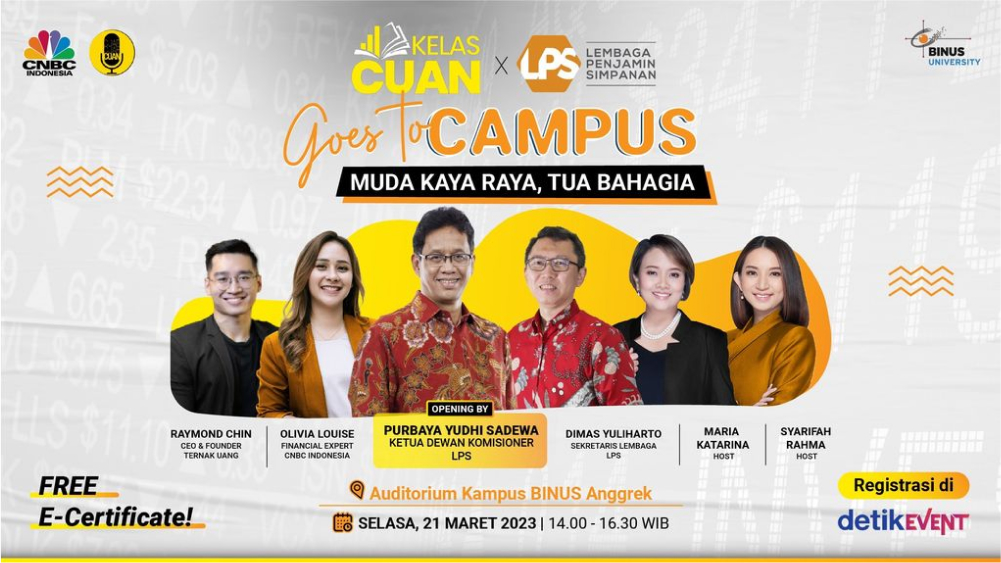 CNBC
INDONESIA
CUAN
KELAS
CUAN
X
LPS
LEMBAGA
PENJAMIN
SIMPANAN
BINUS
UNIVERSITY
Goes To CAMPUS
MUDA KAYA RAYA, TUA BAHAGIA
OPENING BY
RAYMOND CHIN
CEO & FOUNDER
TERNAK UANG
OLIVIA LOUISE
FINANCIAL EXPERT
CNBC INDONESIA
PURBAYA YUDHI SADEWA
KETUA DEWAN KOMISIONER
LPS
DIMAS YULIHARTO
SEKRETARIS LEMBAGA
LPS
MARIA
KATARINA
HOST
SYARIFAH
RAHMA
HOST
FREE
E-Certificate!
Auditorium Kampus BINUS Anggrek
SELASA, 21 MARET 2023 | 14.00 - 16.30 WIB
Registrasi di
detikEVENT